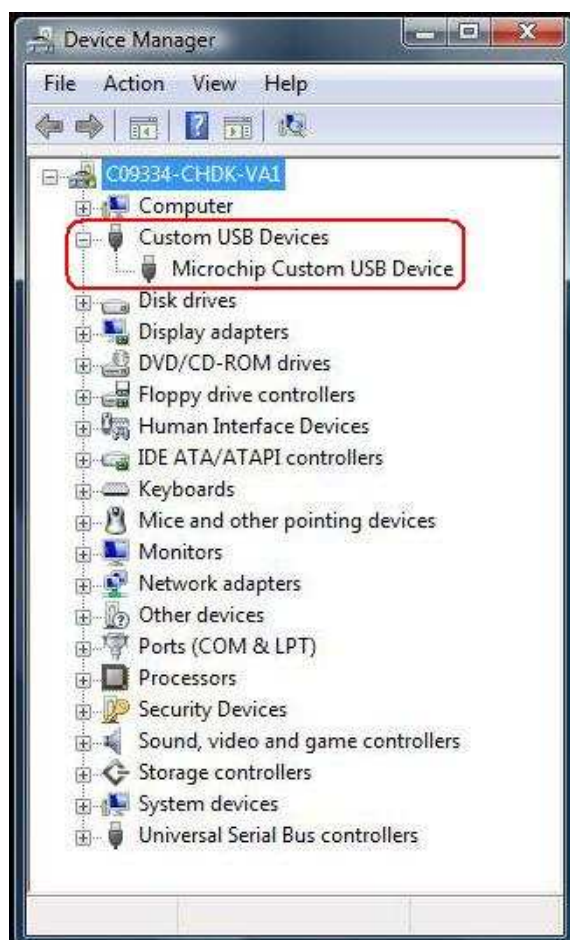 Device Manager
File Action View Help
C09334-CHDK-VA1
Computer
Custom USB Devices
Microchip Custom USB Device
Disk drives
Display adapters
DVD/CD-ROM drives
Floppy drive controllers
Human Interface Devices
IDE ATA/ATAPI controllers
Keyboards
Mice and other pointing devices
Monitors
Network adapters
Other devices
Ports (COM & LPT)
Processors
Security Devices
Sound, video and game controllers
Storage controllers
System devices
Universal Serial Bus controllers